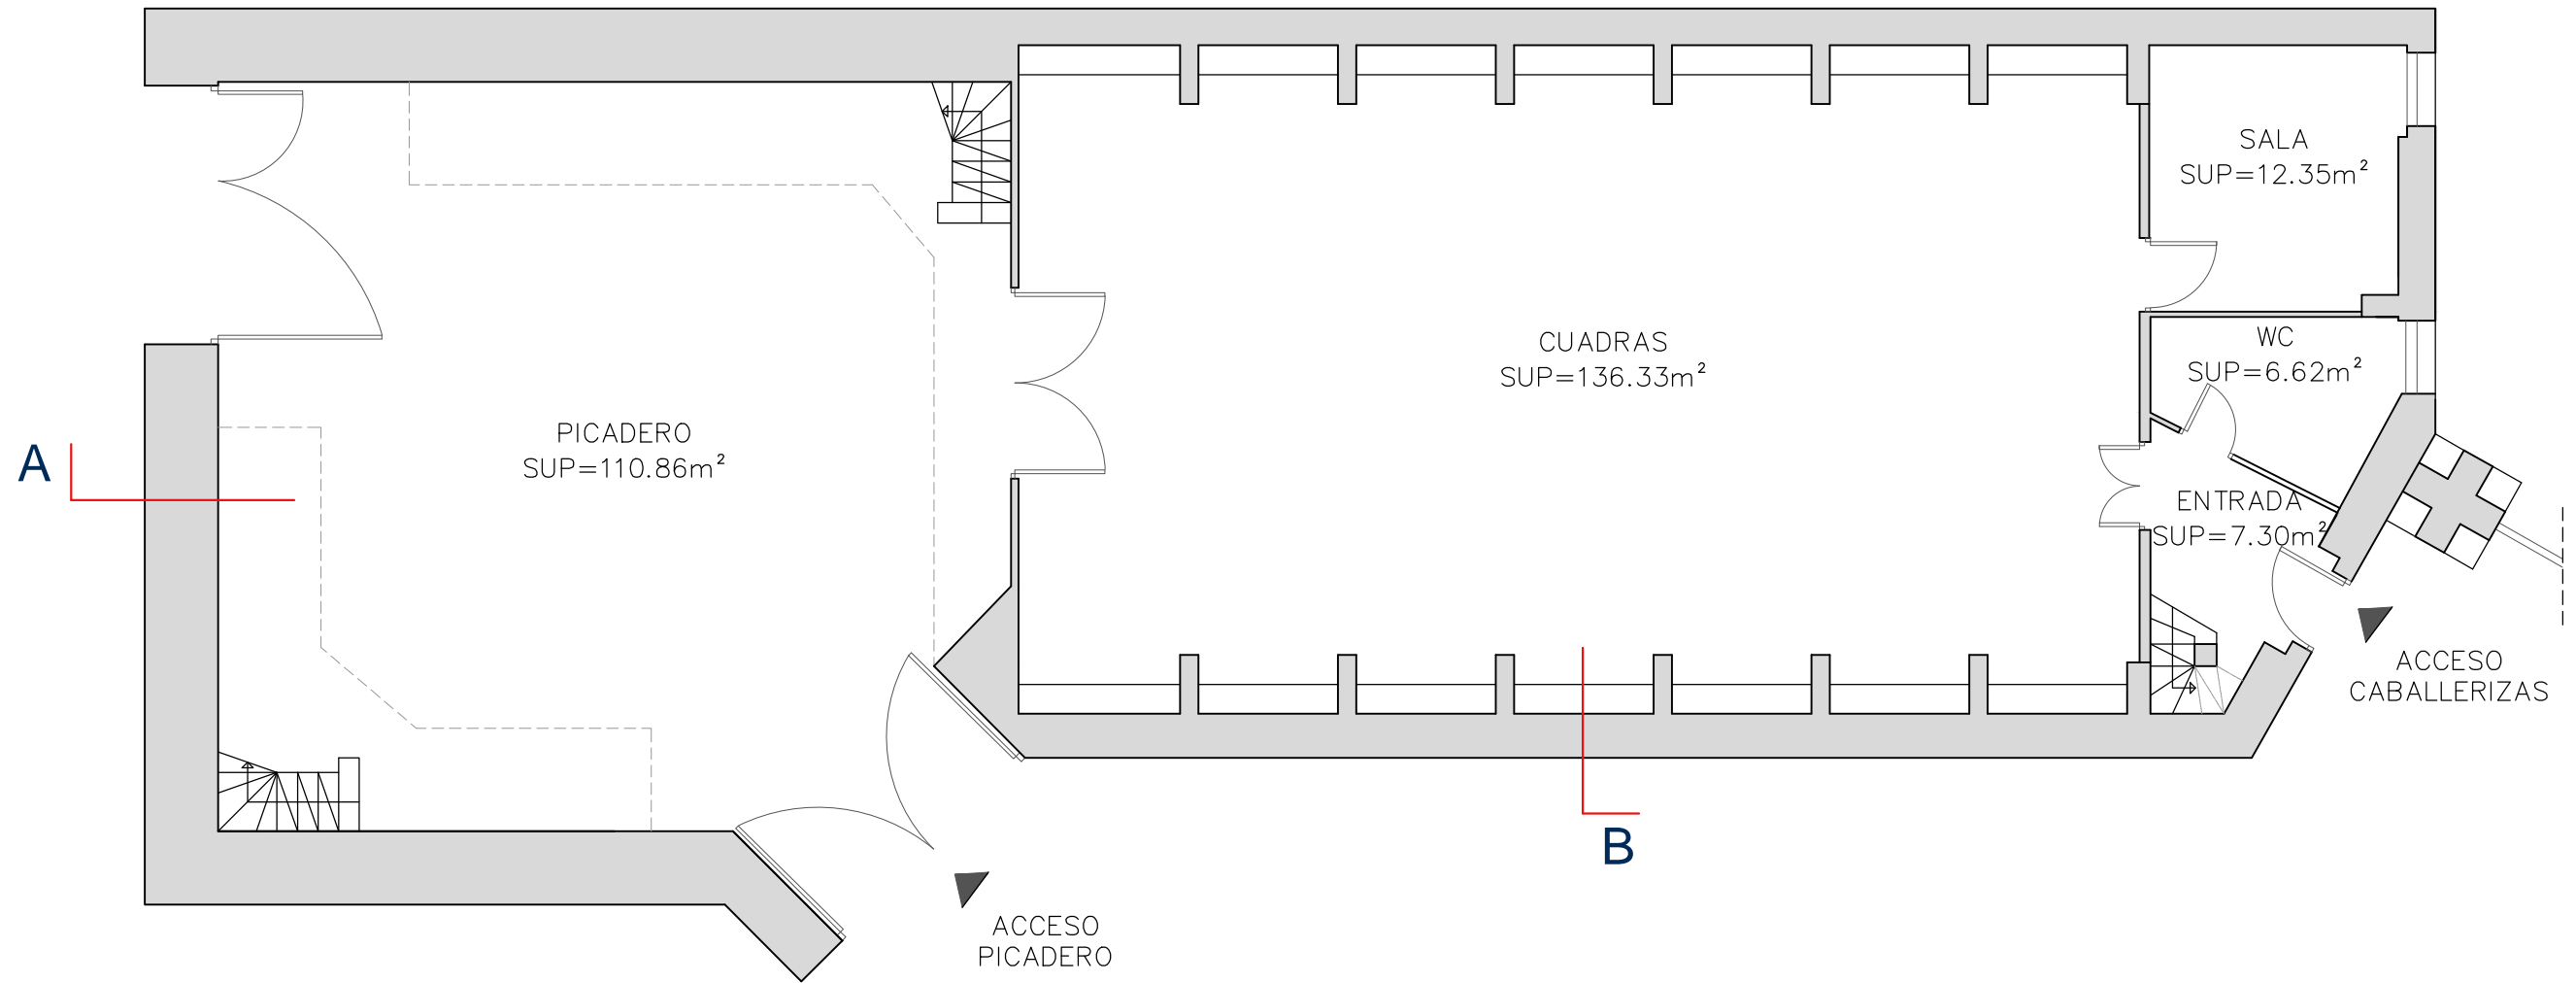 SALA
SUP=12.35m²
WC
SUP=6.62m²
CUADRAS
SUP=136.33m²
PICADERO
SUP=110.86m²
A
ENTRADA
SUP=7.30m²
ACCESO
CABALLERIZAS
B
ACCESO
PICADERO